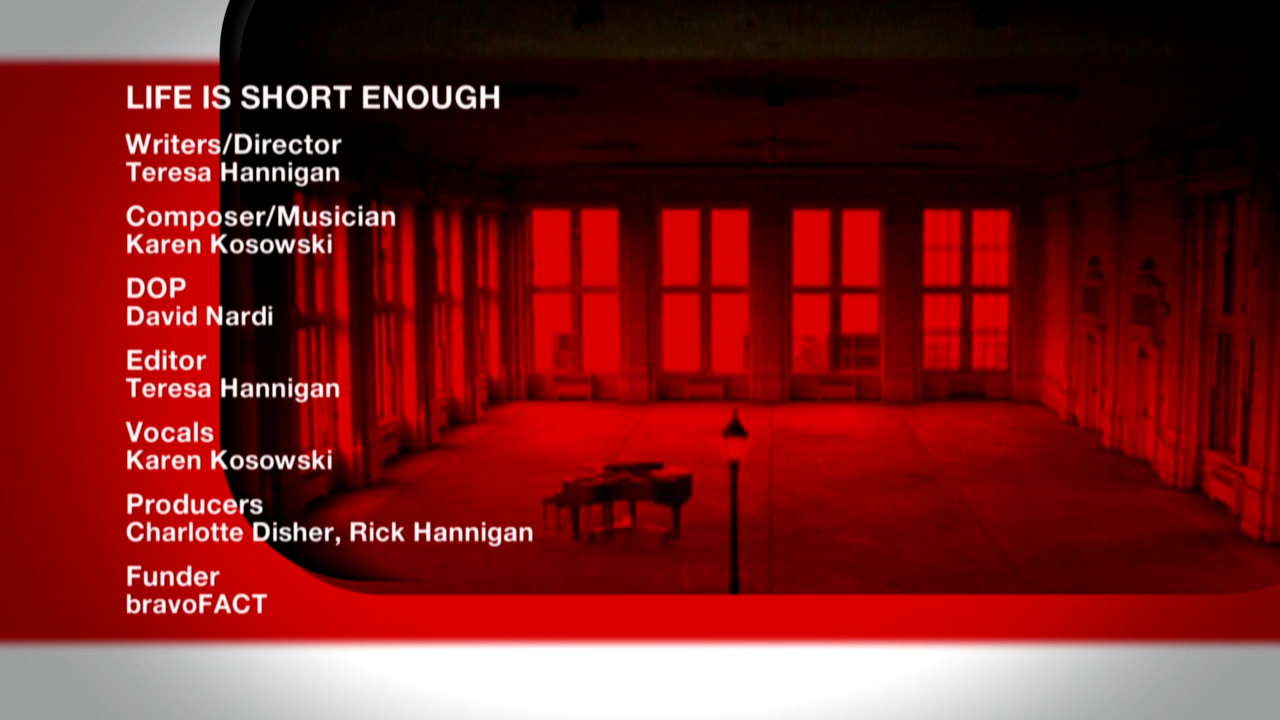 LIFE IS SHORT ENOUGH
Writers/Director
Teresa Hannigan
Composer/Musician
Karen Kosowski
DOP
David Nardi
Editor
Teresa Hannigan
Vocals
Karen Kosowski
Producers
Charlotte Disher, Rick Hannigan
Funder
bravoFACT